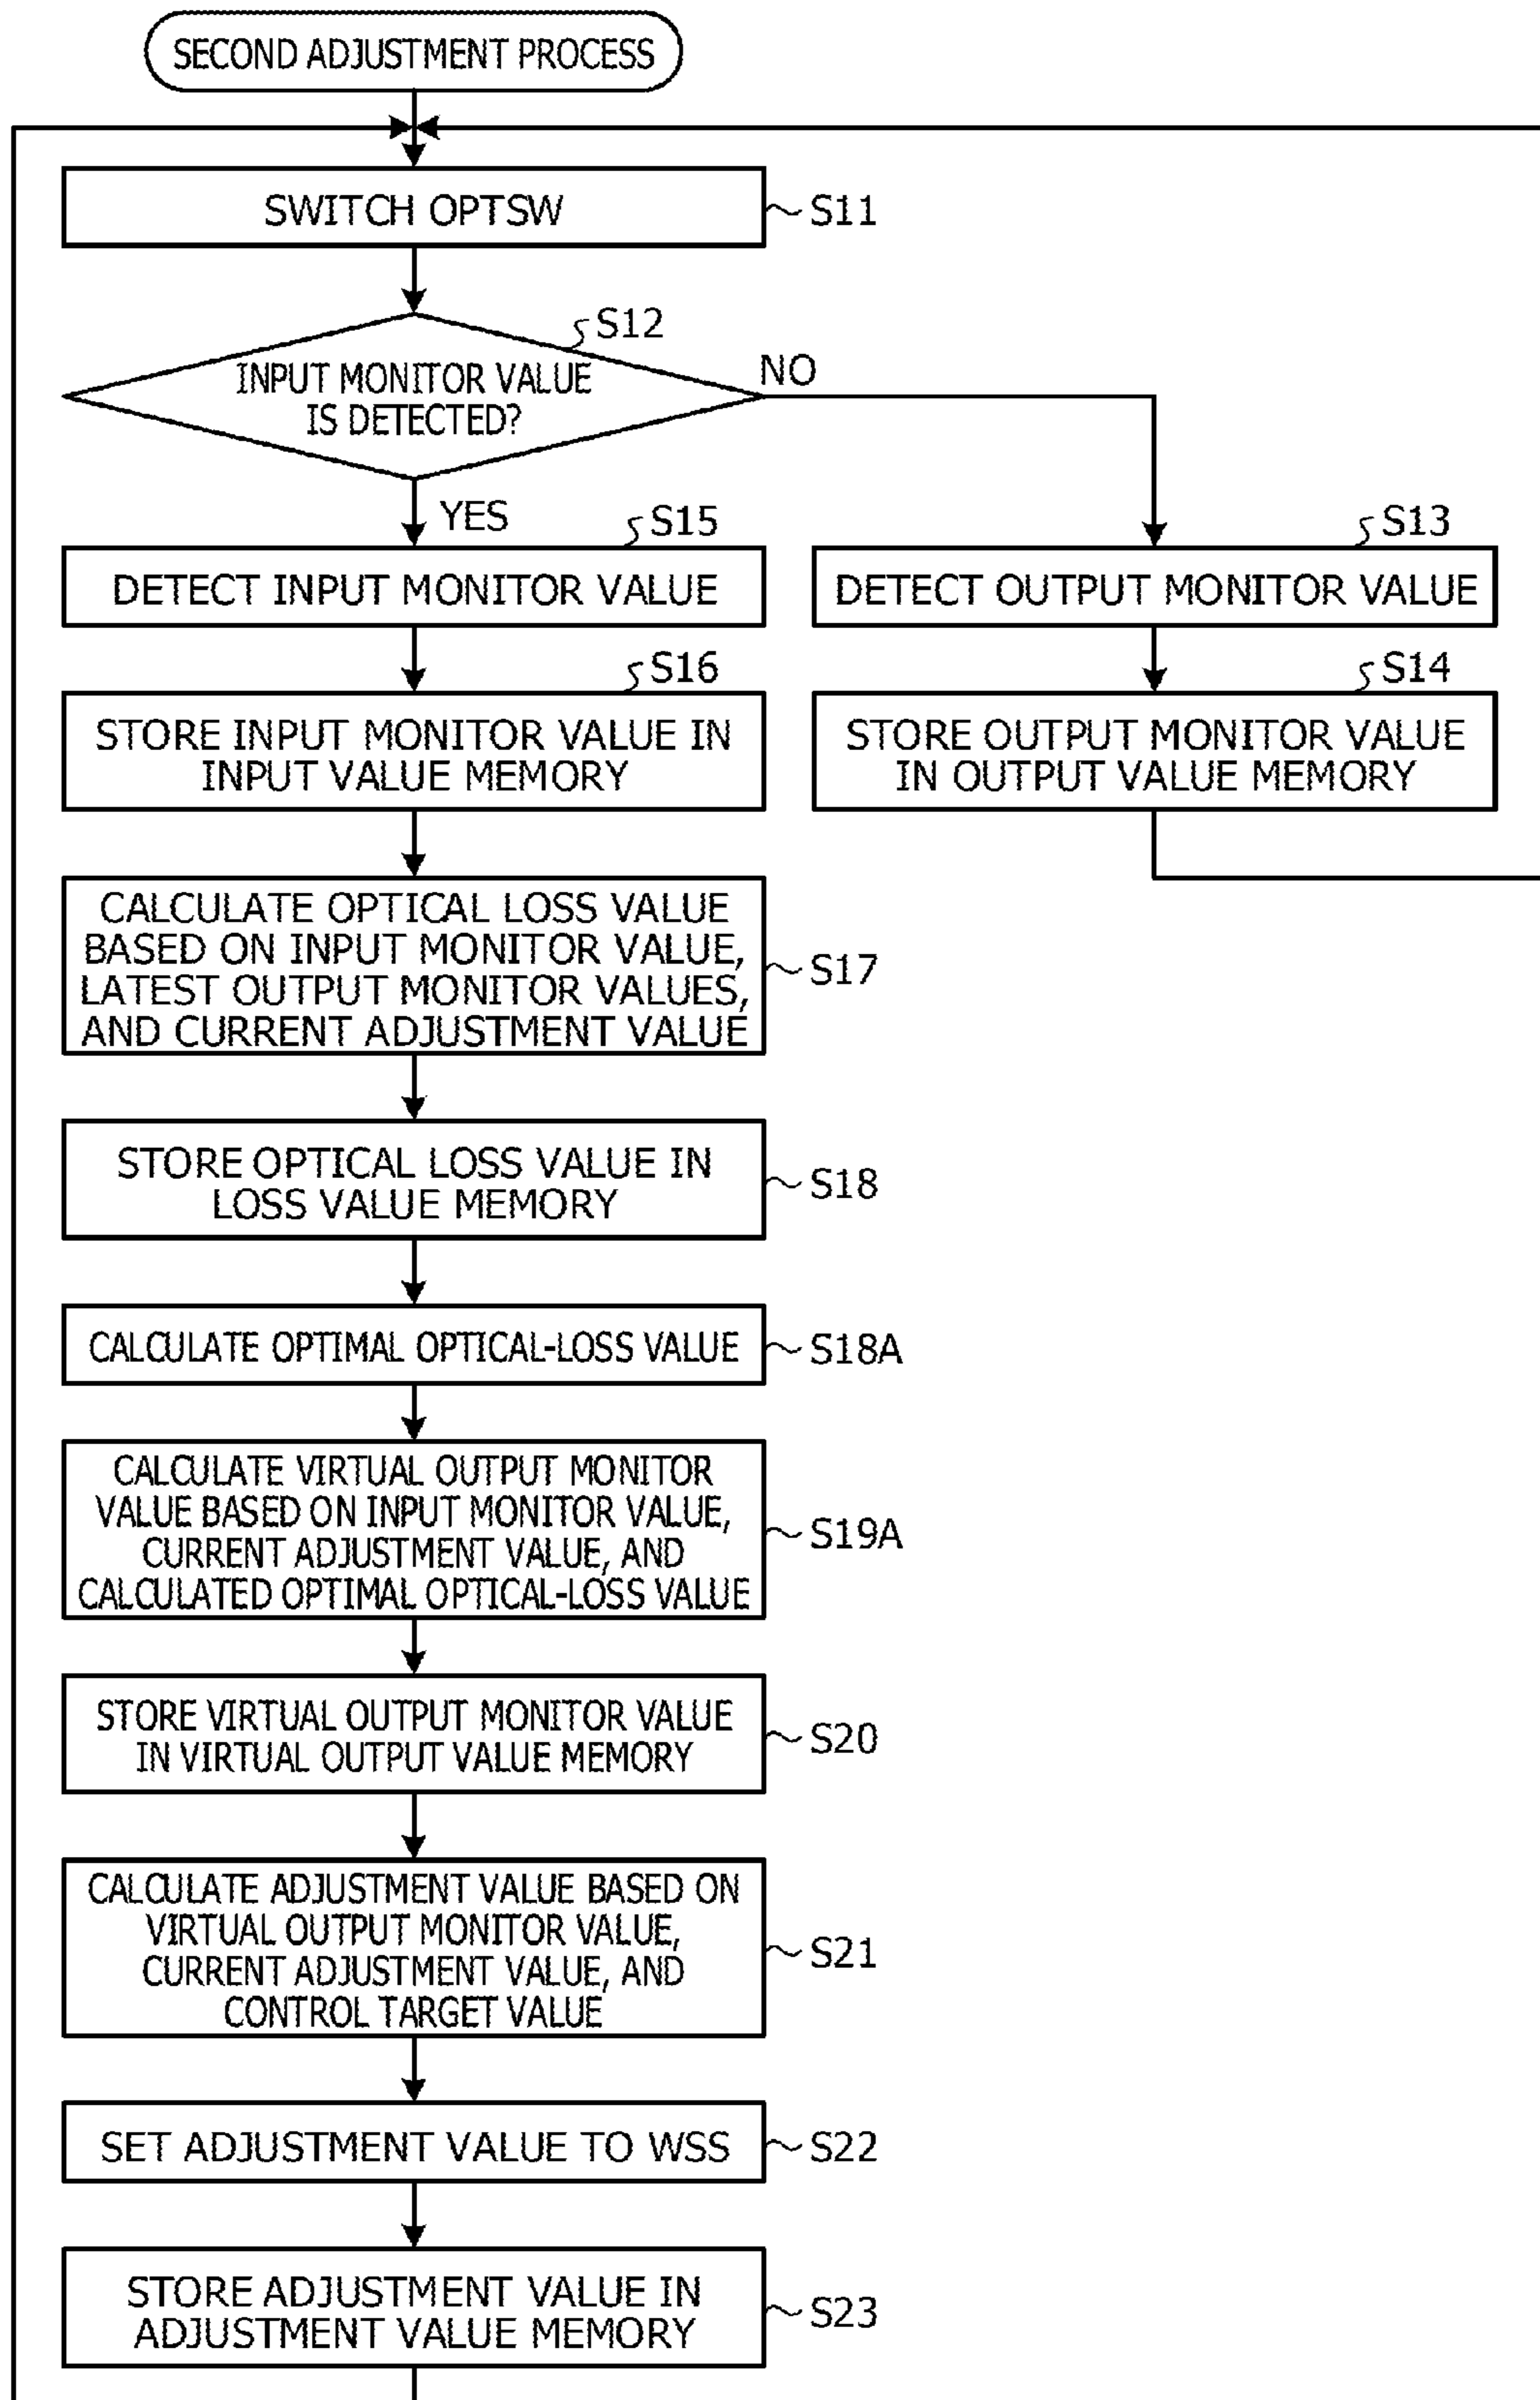 SECOND ADJUSTMENT PROCESS
SWITCH OPTSW
S11
S12
INPUT MONITOR VALUE
IS DETECTED?
NO
YES
S15
DETECT INPUT MONITOR VALUE
S13
DETECT OUTPUT MONITOR VALUE
S16
STORE INPUT MONITOR VALUE IN
INPUT VALUE MEMORY
S14
STORE OUTPUT MONITOR VALUE
IN OUTPUT VALUE MEMORY
CALCULATE OPTICAL LOSS VALUE
BASED ON INPUT MONITOR VALUE,
LATEST OUTPUT MONITOR VALUES,
AND CURRENT ADJUSTMENT VALUE
S17
STORE OPTICAL LOSS VALUE IN
LOSS VALUE MEMORY
S18
CALCULATE OPTIMAL OPTICAL-LOSS VALUE
S18A
CALCULATE VIRTUAL OUTPUT MONITOR
VALUE BASED ON INPUT MONITOR VALUE,
CURRENT ADJUSTMENT VALUE, AND
CALCULATED OPTIMAL OPTICAL-LOSS VALUE
S19A
STORE VIRTUAL OUTPUT MONITOR VALUE
IN VIRTUAL OUTPUT VALUE MEMORY
S20
CALCULATE ADJUSTMENT VALUE BASED ON
VIRTUAL OUTPUT MONITOR VALUE,
CURRENT ADJUSTMENT VALUE, AND
CONTROL TARGET VALUE
S21
SET ADJUSTMENT VALUE TO WSS
S22
STORE ADJUSTMENT VALUE IN
ADJUSTMENT VALUE MEMORY
S23